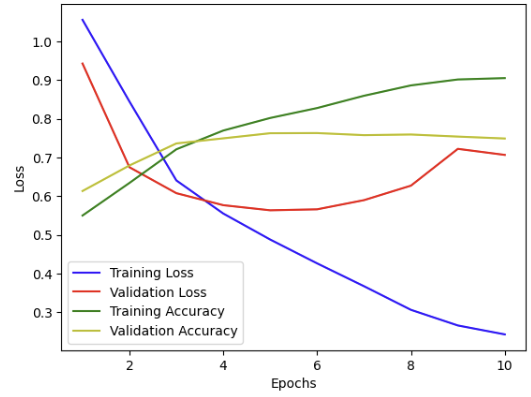 1.0
0.9
0.8
0.7
0.6
0.5
0.4
0.3
Loss
Training Loss
Validation Loss
Training Accuracy
Validation Accuracy
2 4 6 8 10
Epochs